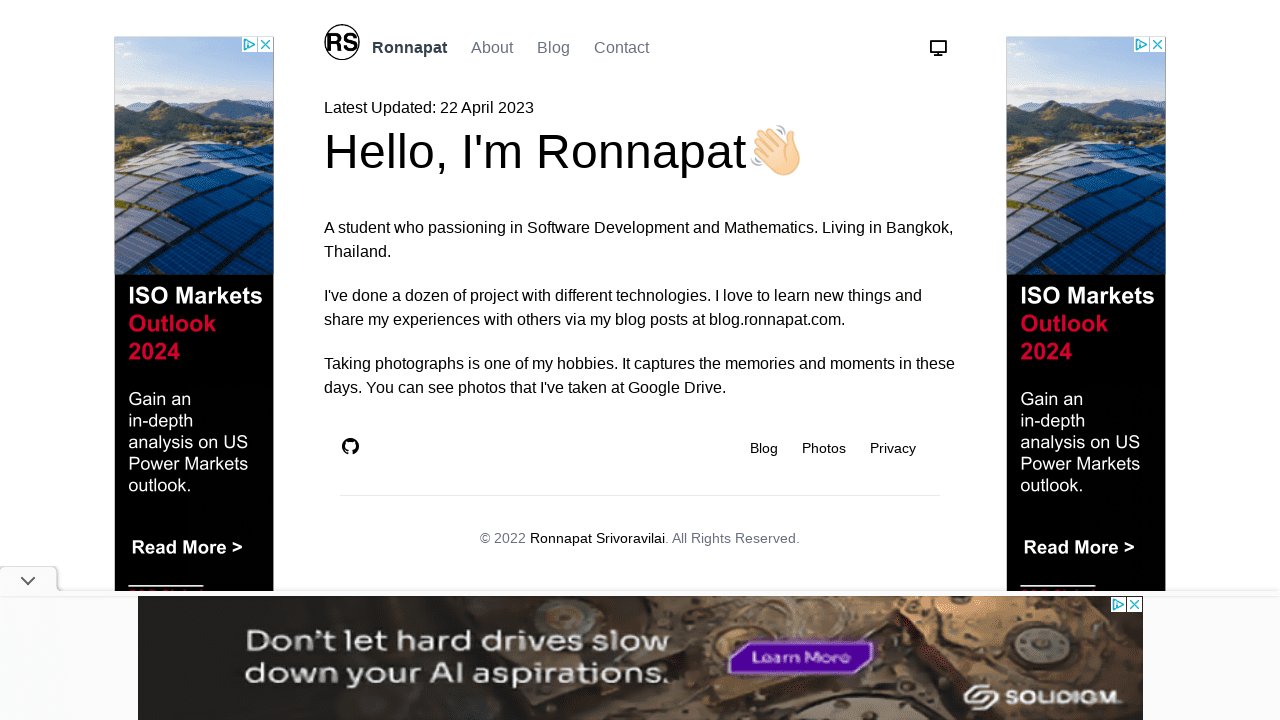 RS Ronnapat About Blog Contact
Latest Updated: 22 April 2023
Hello, I'm Ronnapat
A student who passioning in Software Development and Mathematics. Living in Bangkok,
Thailand.
I've done a dozen of project with different technologies. I love to learn new things and
share my experiences with others via my blog posts at blog.ronnapat.com.
Taking photographs is one of my hobbies. It captures the memories and moments in these
days. You can see photos that I've taken at Google Drive.
Blog Photos Privacy
© 2022 Ronnapat Srivoravilai. All Rights Reserved.
ISO Markets
Outlook
2024
Gain an
in-depth
analysis on US
Power Markets
outlook.
Read More >
ISO Markets
Outlook
2024
Gain an
in-depth
analysis on US
Power Markets
outlook.
Read More >
Don't let hard drives slow
down your AI aspirations.
Learn More
SOLIDIGM